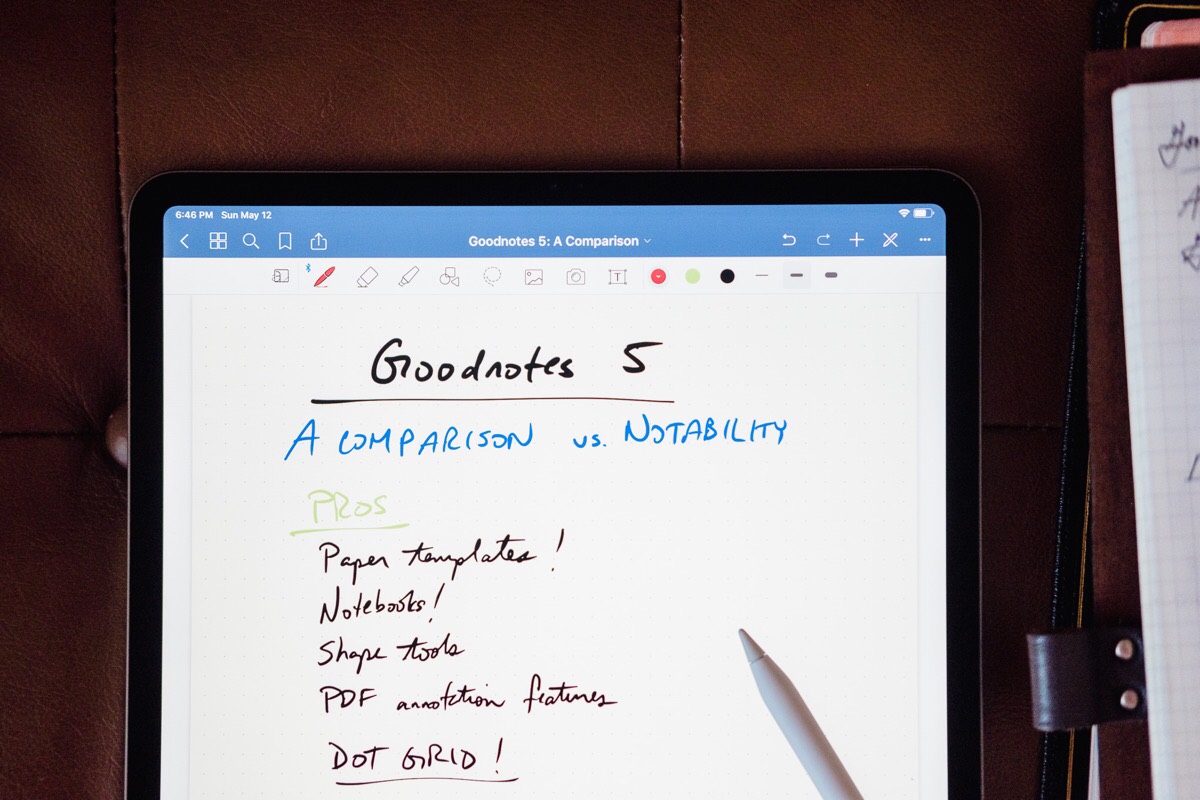 6:46 PM Sun May 12
Goodnotes 5: A Comparison
T
Goodnotes 5
A COMPARISON vs. NOTABILITY
PROS
Paper templates!
Notebooks!
Shape tools
PDF annotation features
DOT GRID!